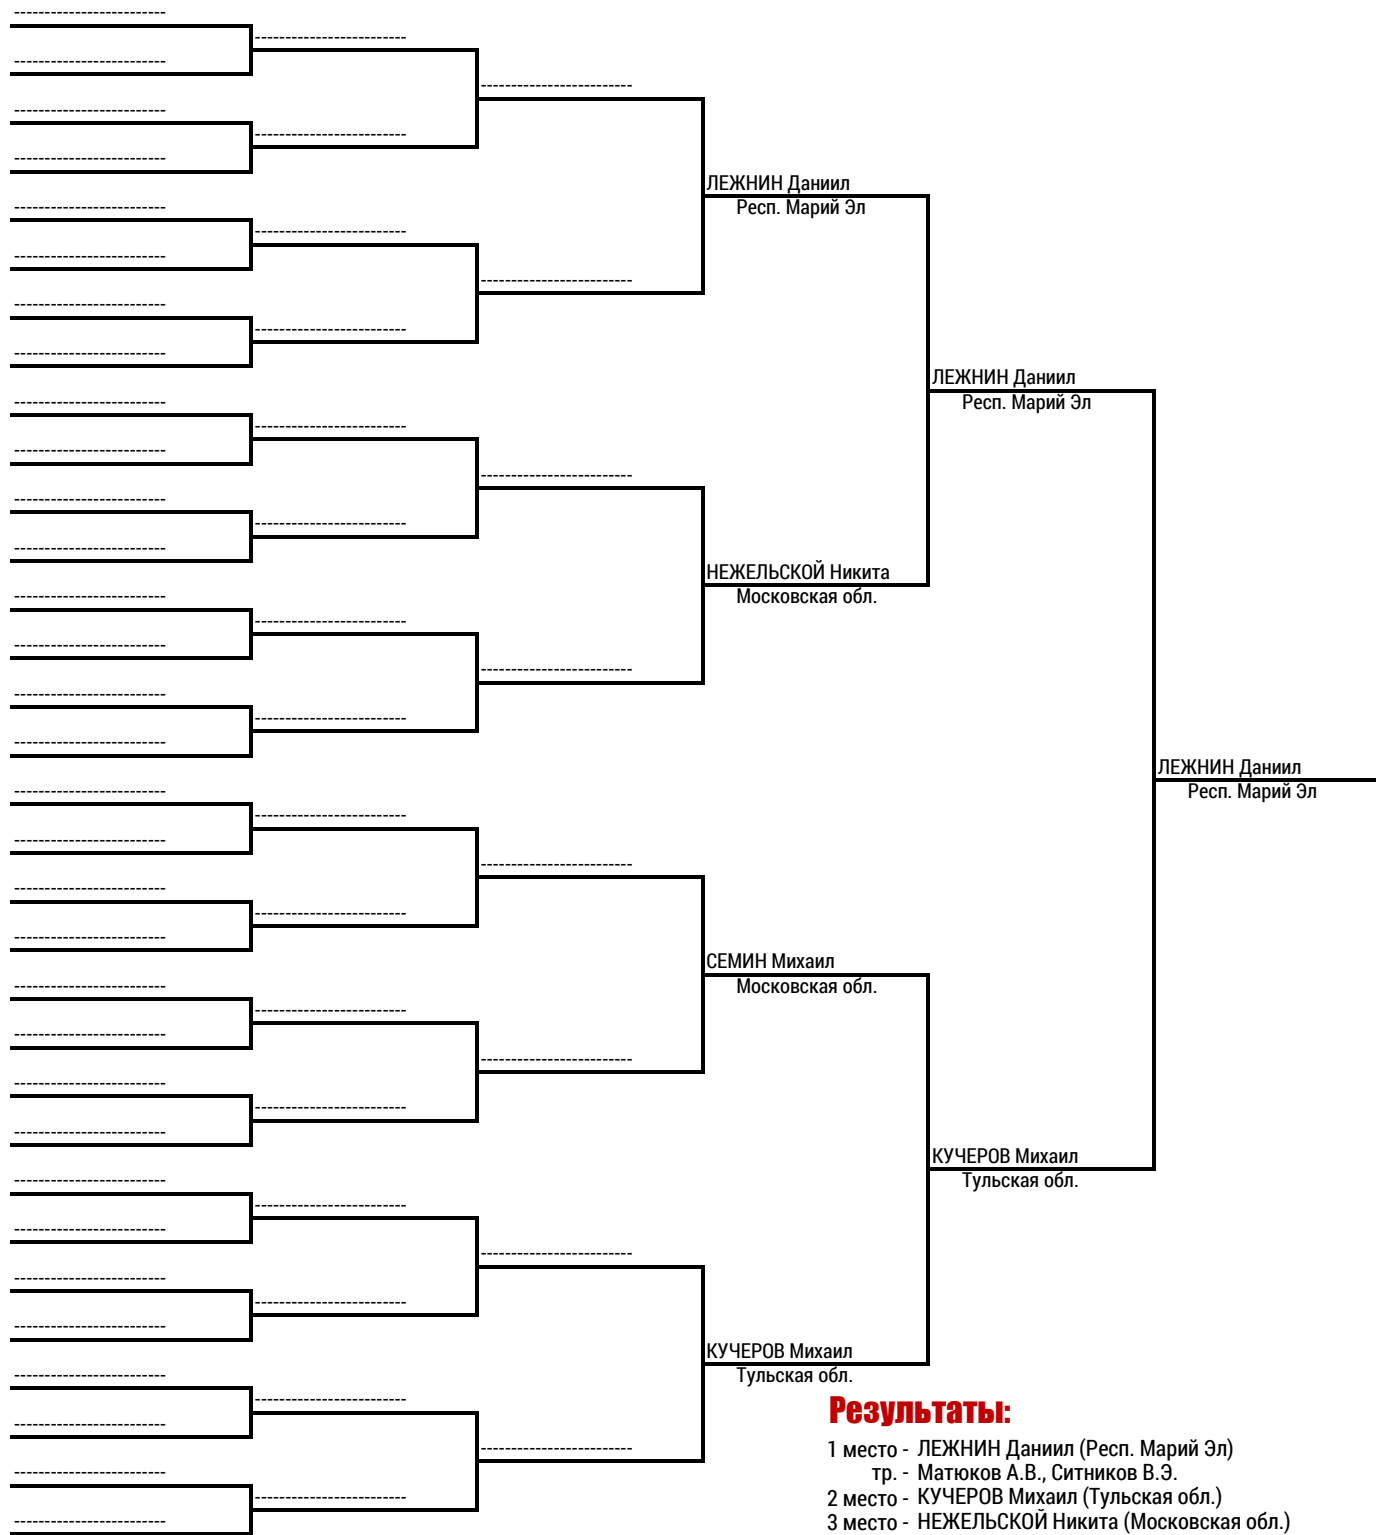 ЛЕЖНИН Даниил
Респ. Марий Эл
ЛЕЖНИН Даниил
Респ. Марий Эл
НЕЖЕЛЬСКОЙ Никита
Московская обл.
ЛЕЖНИН Даниил
Респ. Марий Эл
СЕМИН Михаил
Московская обл.
КУЧЕРОВ Михаил
Тульская обл.
КУЧЕРОВ Михаил
Тульская обл.
Результаты:
1 место - ЛЕЖНИН Даниил (Респ. Марий Эл)
тр. - Матюков А.В., Ситников В.Э.
2 место - КУЧЕРОВ Михаил (Тульская обл.)
3 место - НЕЖЕЛЬСКОЙ Никита (Московская обл.)